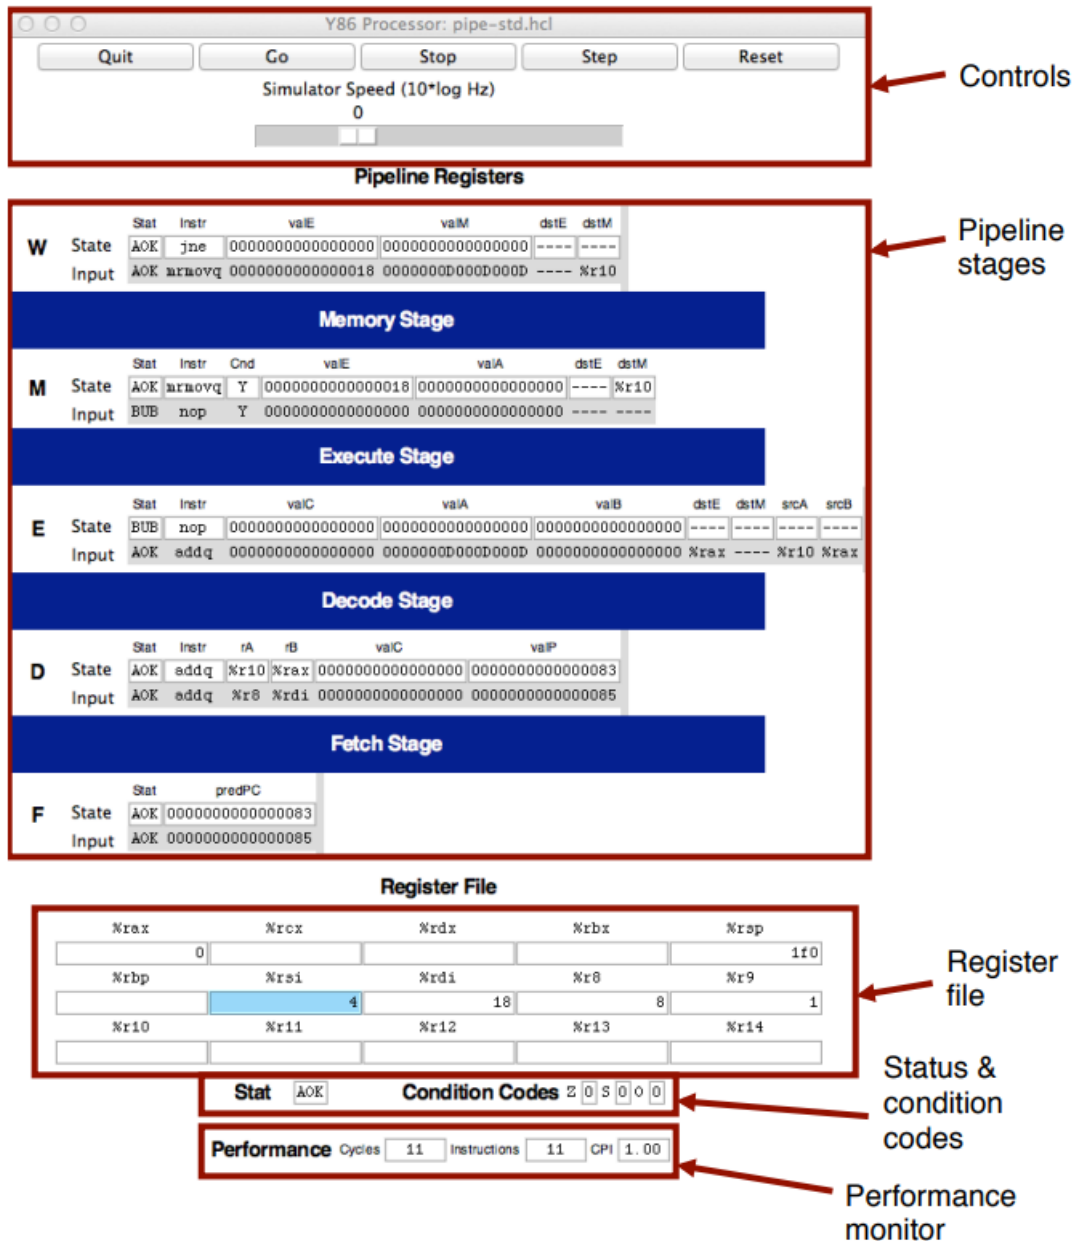 Y86 Processor: pipe-std.hcl
Quit Go Stop Step Reset
Simulator Speed (10*log Hz)
0
Controls
Pipeline Registers
Pipeline
stages
Stat Instr valE valM dstE dstM
W State AOK jne 0000000000000000 0000000000000000 ---- ----
Input AOK mrmovq 0000000000000018 0000000D000D000D ---- %r10
Memory Stage
Stat Instr Cnd valE valA dstE dstM
M State AOK mrmovq Y 0000000000000018 0000000000000000 ---- %r10
Input BUB nop Y 0000000000000000 0000000000000000 ---- ----
Execute Stage
Stat Instr valC valA valB dstE dstM srcA srcB
E State BUB nop 0000000000000000 0000000000000000 0000000000000000 ---- ---- ---- ----
Input AOK addq 0000000000000000 0000000D000D000D 0000000000000000 %rax ---- %r10 %rax
Decode Stage
Stat Instr rA rB valC valP
D State AOK addq %r10 %rax 0000000000000000 0000000000000083
Input AOK addq %r8 %rdi 0000000000000000 0000000000000085
Fetch Stage
Stat predPC
F State AOK 0000000000000083
Input AOK 0000000000000085
Register File
%rax %rcx %rdx %rbx %rsp
0 1f0
%rbp %rsi %rdi %r8 %r9
4 18 8 1
%r10 %r11 %r12 %r13 %r14
Register
file
Stat AOK Condition Codes Z 0 S 0 O 0
Status &
condition
codes
Performance Cycles 11 Instructions 11 CPI 1.00
Performance
monitor